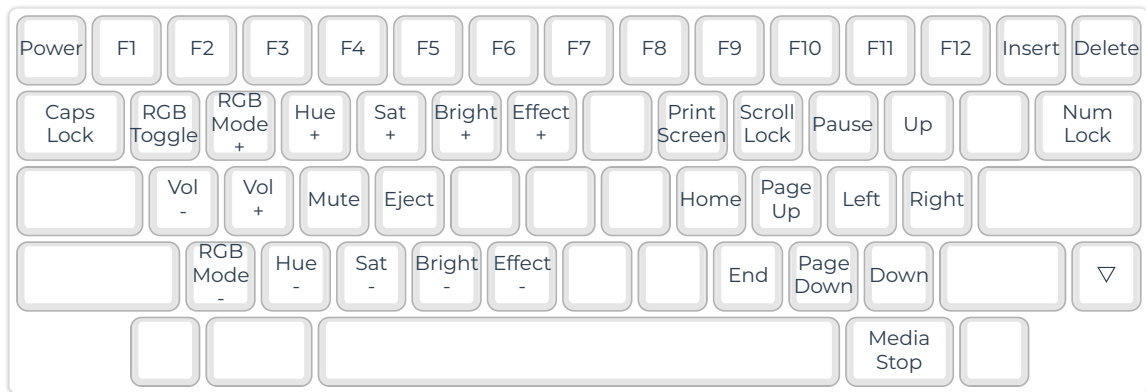 Power F1 F2 F3 F4 F5 F6 F7 F8 F9 F10 F11 F12 Insert Delete
Caps Lock RGB Toggle RGB Mode + Hue + Sat + Bright + Effect + Print Screen Scroll Lock Pause Up Num Lock
Vol - Vol + Mute Eject Home Page Up Left Right
RGB Mode - Hue - Sat - Bright - Effect - End Page Down Down ▽
Media Stop